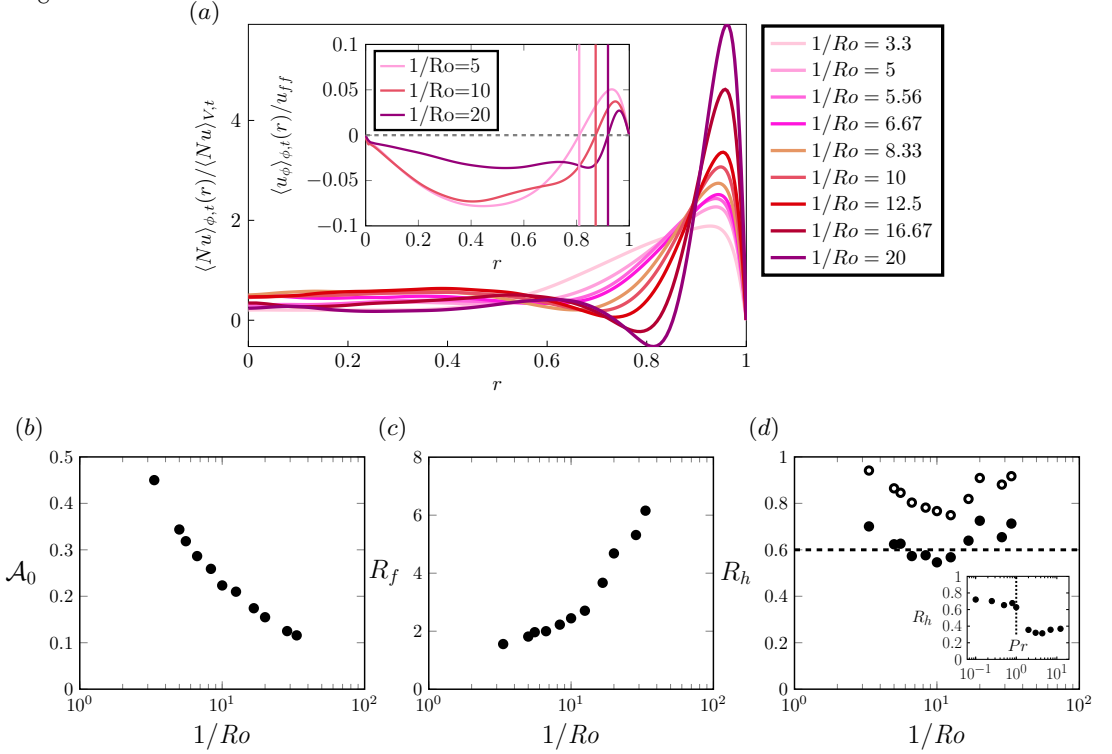 (a)
⟨Nu⟩ϕ,t(r)/⟨Nu⟩V,t
4
2
0
0
0.2
0.4
0.6
0.8
1
r
⟨uϕ⟩ϕ,t(r)/uff
0.1
0.05
0
−0.05
−0.1
0
0.2
0.4
0.6
0.8
1
r
1/Ro=5
1/Ro=10
1/Ro=20
1/Ro = 3.3
1/Ro = 5
1/Ro = 5.56
1/Ro = 6.67
1/Ro = 8.33
1/Ro = 10
1/Ro = 12.5
1/Ro = 16.67
1/Ro = 20
(b)
A0
0.5
0.4
0.3
0.2
0.1
0
10^0
10^1
10^2
1/Ro
(c)
Rf
8
6
4
2
0
10^0
10^1
10^2
1/Ro
(d)
Rh
1
0.8
0.6
0.4
0.2
0
10^0
10^1
10^2
1/Ro
Rh
1
0.8
0.6
0.4
0.2
0
Pr
10^−1
10^0
10^1